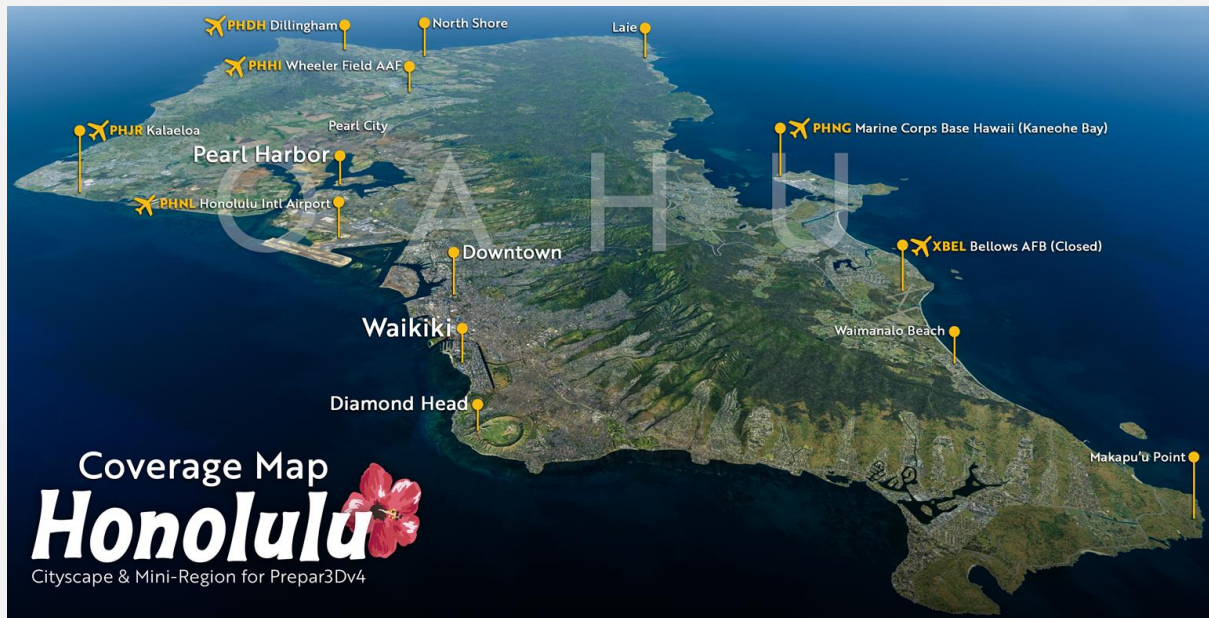 PHDH Dillingham
North Shore
Laie
PHHI Wheeler Field AAF
PHJR Kalaeloa
Pearl City
PHNG Marine Corps Base Hawaii (Kaneohe Bay)
Pearl Harbor
OAHU
PHNL Honolulu Intl Airport
XBEL Bellows AFB (Closed)
Downtown
Waikiki
Waimanalo Beach
Diamond Head
Makapu'u Point
Coverage Map
Honolulu
Cityscape & Mini-Region for Prepar3Dv4